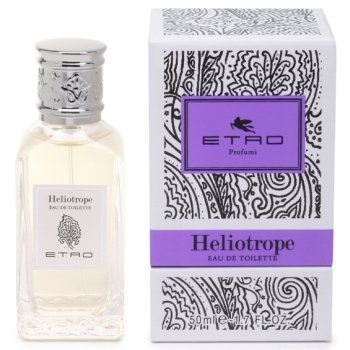 Heliotrope
EAU DE TOILETTE
ETRO
ETRO
Profumi
Heliotrope
EAU DE TOILETTE
50ml e 1.7 FL.OZ.